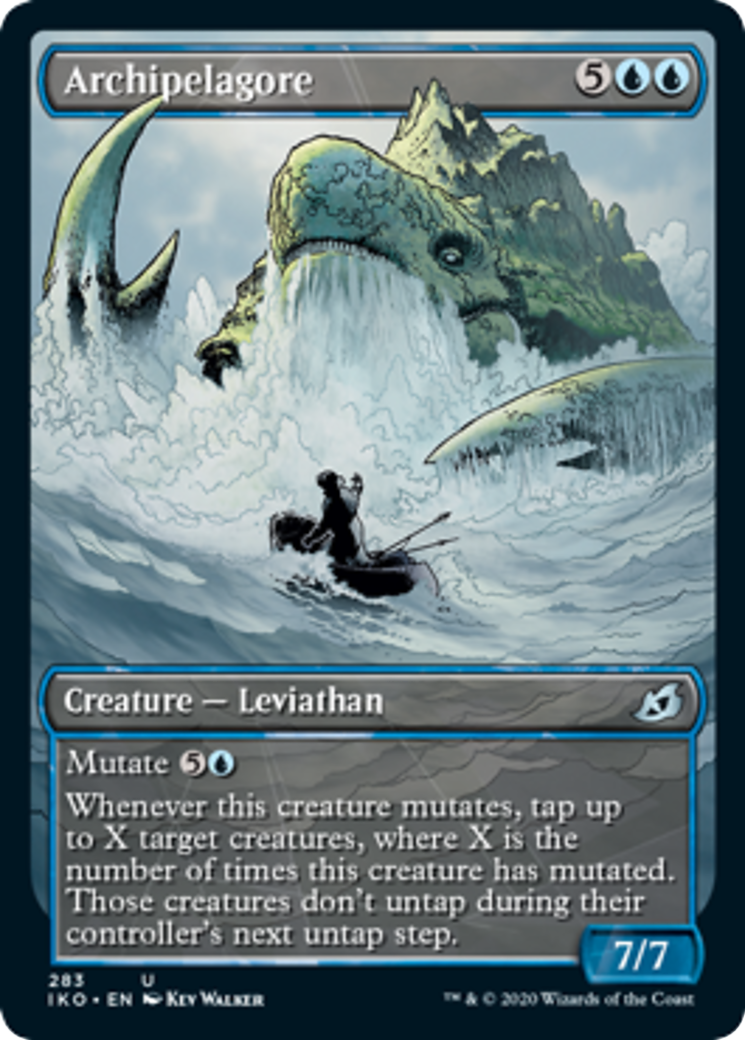 Archipelagore 5
Creature — Leviathan
Mutate 5
Whenever this creature mutates, tap up
to X target creatures, where X is the
number of times this creature has mutated.
Those creatures don't untap during their
controller's next untap step.
7/7
283 U
IKO • EN Kev Walker ™ & © 2020 Wizards of the Coast